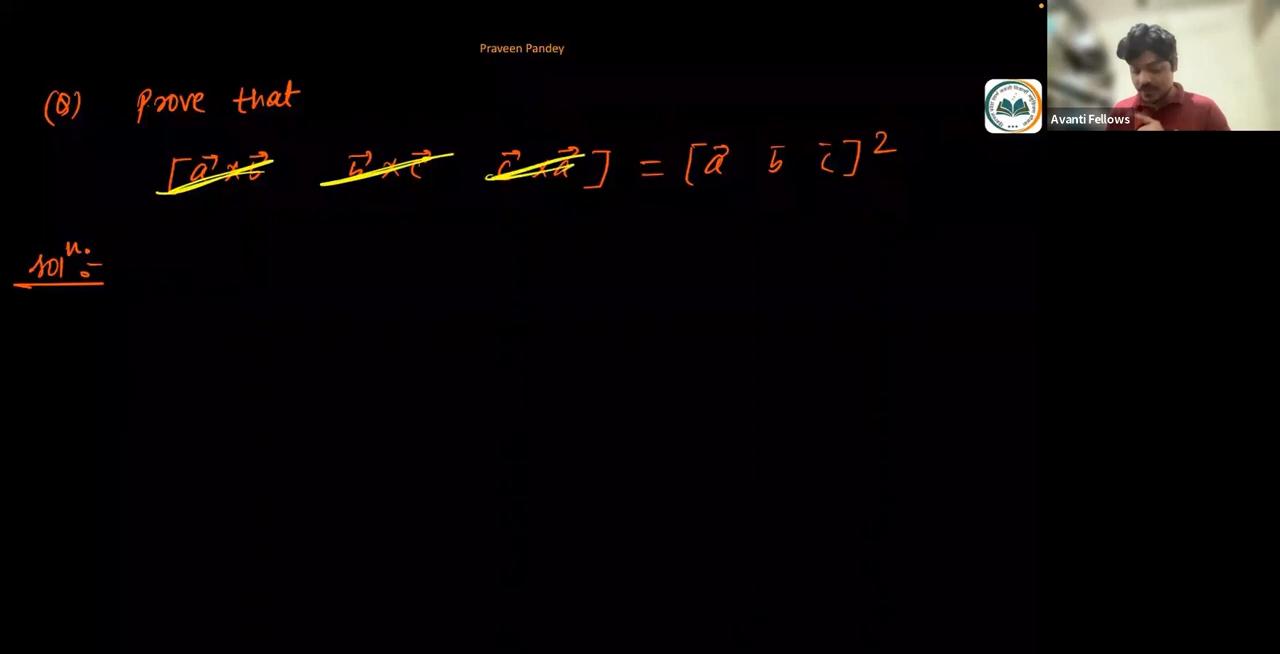 Praveen Pandey
(Q) Prove that
[a⃗ × b⃗ b⃗ × c⃗ c⃗ × a⃗] = [a⃗ b̄ c̄]²
solⁿ.:-
Avanti Fellows